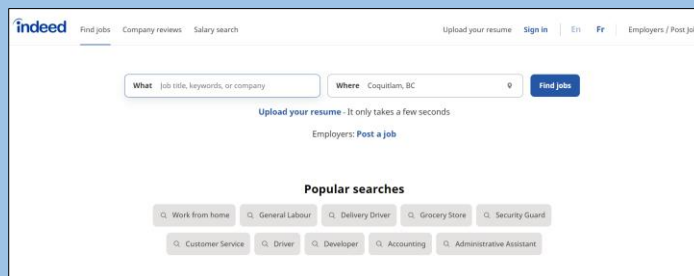 indeed Find jobs Company reviews Salary search Upload your resume Sign in En Fr Employers / Post Job
What Job title, keywords, or company Where Coquitlam, BC Find jobs
Upload your resume - It only takes a few seconds
Employers: Post a job
Popular searches
Work from home General Labour Delivery Driver Grocery Store Security Guard
Customer Service Driver Developer Accounting Administrative Assistant